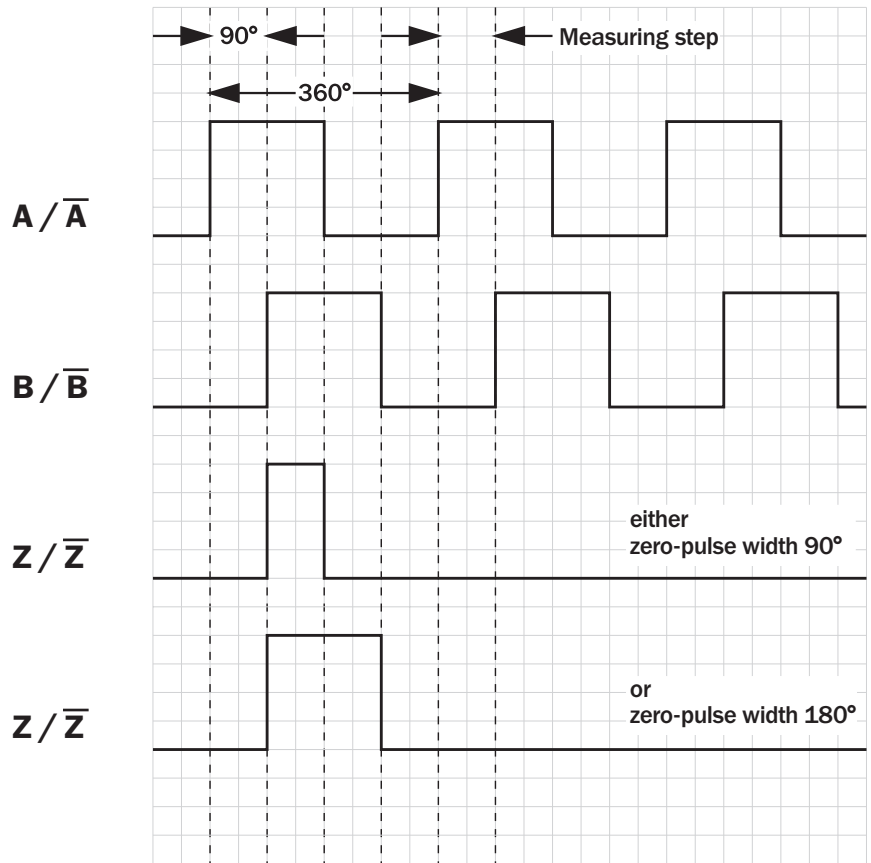 90° Measuring step
360°
A / A̅
B / B̅
Z / Z̅
either
zero-pulse width 90°
Z / Z̅
or
zero-pulse width 180°